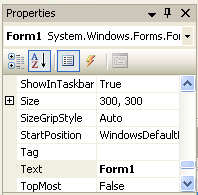 Properties
Form1 System.Windows.Forms.For
ShowInTaskbar True
Size 300, 300
SizeGripStyle Auto
StartPosition WindowsDefaultL
Tag
Text Form1
TopMost False